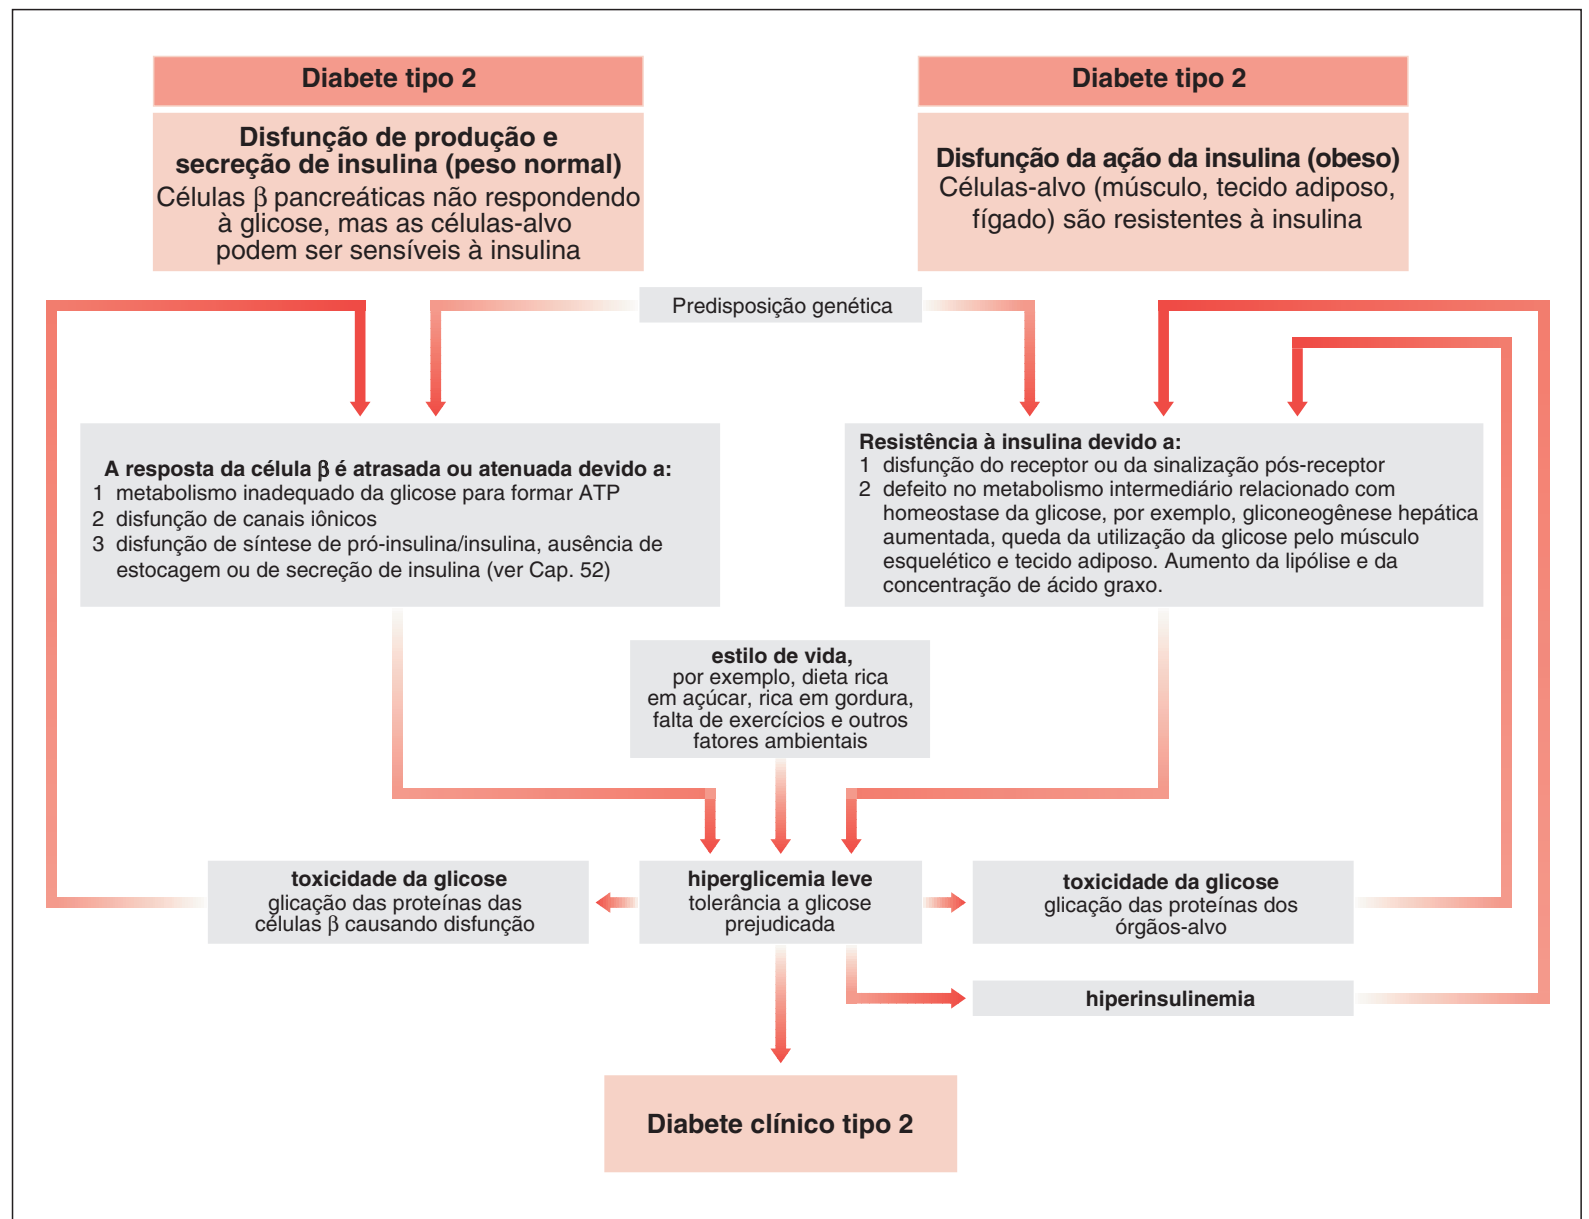 Diabete tipo 2
Disfunção de produção e
secreção de insulina (peso normal)
Células β pancreáticas não respondendo
à glicose, mas as células-alvo
podem ser sensíveis à insulina
Diabete tipo 2
Disfunção da ação da insulina (obeso)
Células-alvo (músculo, tecido adiposo,
fígado) são resistentes à insulina
Predisposição genética
A resposta da célula β é atrasada ou atenuada devido a:
1 metabolismo inadequado da glicose para formar ATP
2 disfunção de canais iônicos
3 disfunção de síntese de pró-insulina/insulina, ausência de
estocagem ou de secreção de insulina (ver Cap. 52)
Resistência à insulina devido a:
1 disfunção do receptor ou da sinalização pós-receptor
2 defeito no metabolismo intermediário relacionado com
homeostase da glicose, por exemplo, gliconeogênese hepática
aumentada, queda da utilização da glicose pelo músculo
esquelético e tecido adiposo. Aumento da lipólise e da
concentração de ácido graxo.
estilo de vida,
por exemplo, dieta rica
em açúcar, rica em gordura,
falta de exercícios e outros
fatores ambientais
toxicidade da glicose
glicação das proteínas das
células β causando disfunção
hiperglicemia leve
tolerância a glicose
prejudicada
toxicidade da glicose
glicação das proteínas dos
órgãos-alvo
hiperinsulinemia
Diabete clínico tipo 2